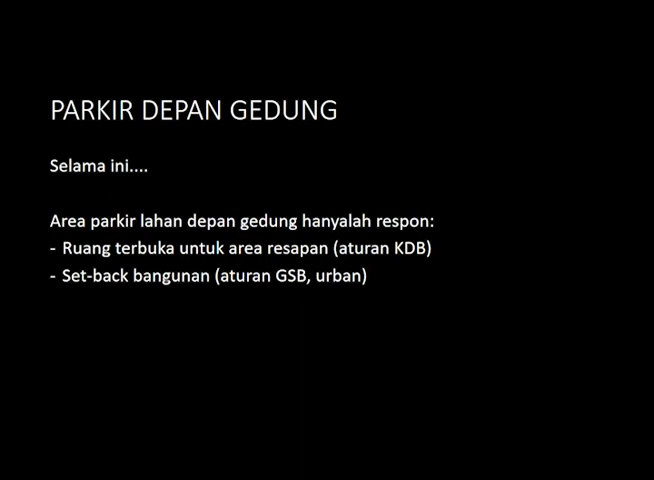 PARKIR DEPAN GEDUNG
Selama ini....
Area parkir lahan depan gedung hanyalah respon:
- Ruang terbuka untuk area resapan (aturan KDB)
- Set-back bangunan (aturan GSB, urban)